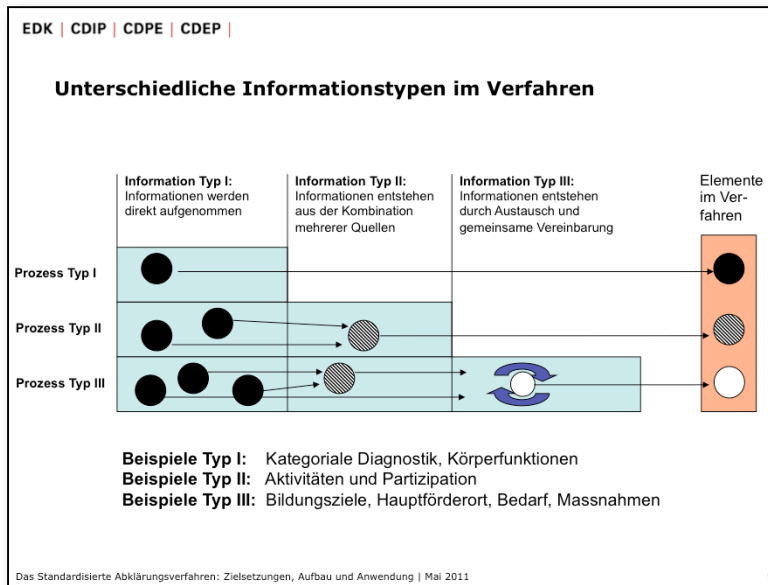 EDK | CDIP | CDPE | CDEP |
Unterschiedliche Informationstypen im Verfahren
Information Typ I:
Informationen werden
direkt aufgenommen
Information Typ II:
Informationen entstehen
aus der Kombination
mehrerer Quellen
Information Typ III:
Informationen entstehen
durch Austausch und
gemeinsame Vereinbarung
Elemente
im Ver-
fahren
Prozess Typ I
Prozess Typ II
Prozess Typ III
Beispiele Typ I: Kategoriale Diagnostik, Körperfunktionen
Beispiele Typ II: Aktivitäten und Partizipation
Beispiele Typ III: Bildungsziele, Hauptförderort, Bedarf, Massnahmen
Das Standardisierte Abklärungsverfahren: Zielsetzungen, Aufbau und Anwendung | Mai 2011